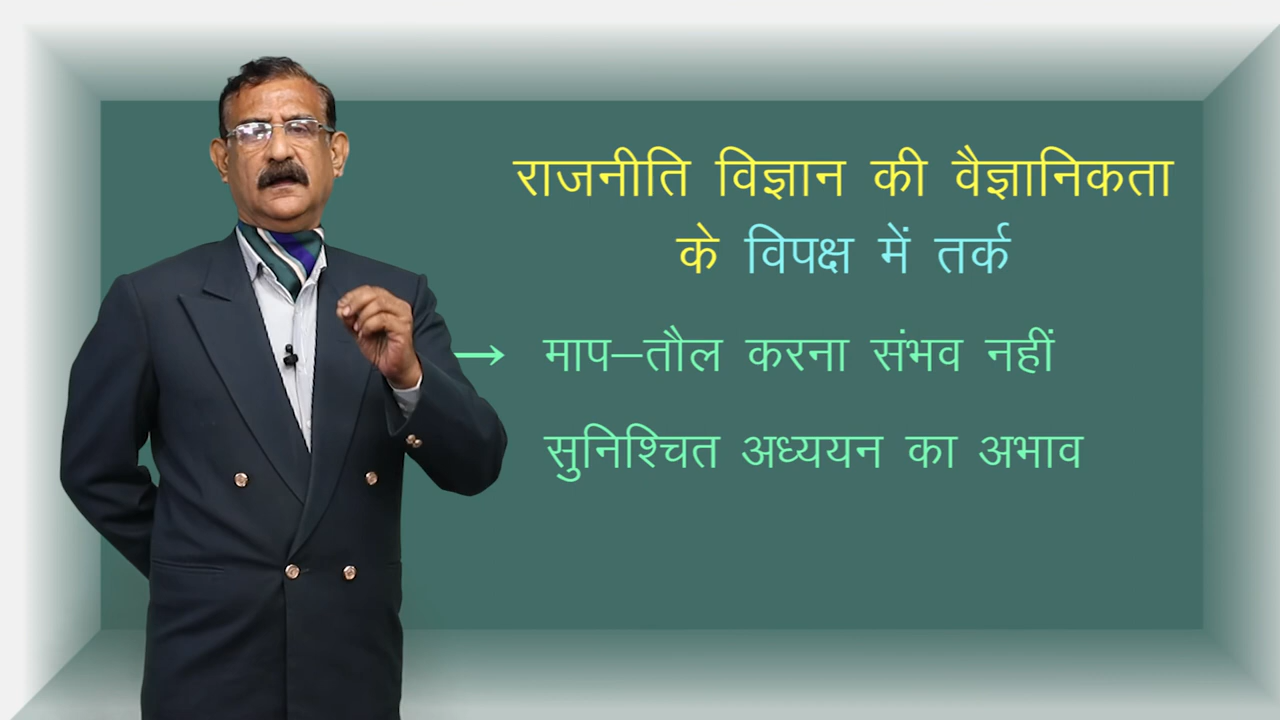 राजनीति विज्ञान की वैज्ञानिकता
के विपक्ष में तर्क
→ माप–तौल करना संभव नहीं
सुनिश्चित अध्ययन का अभाव